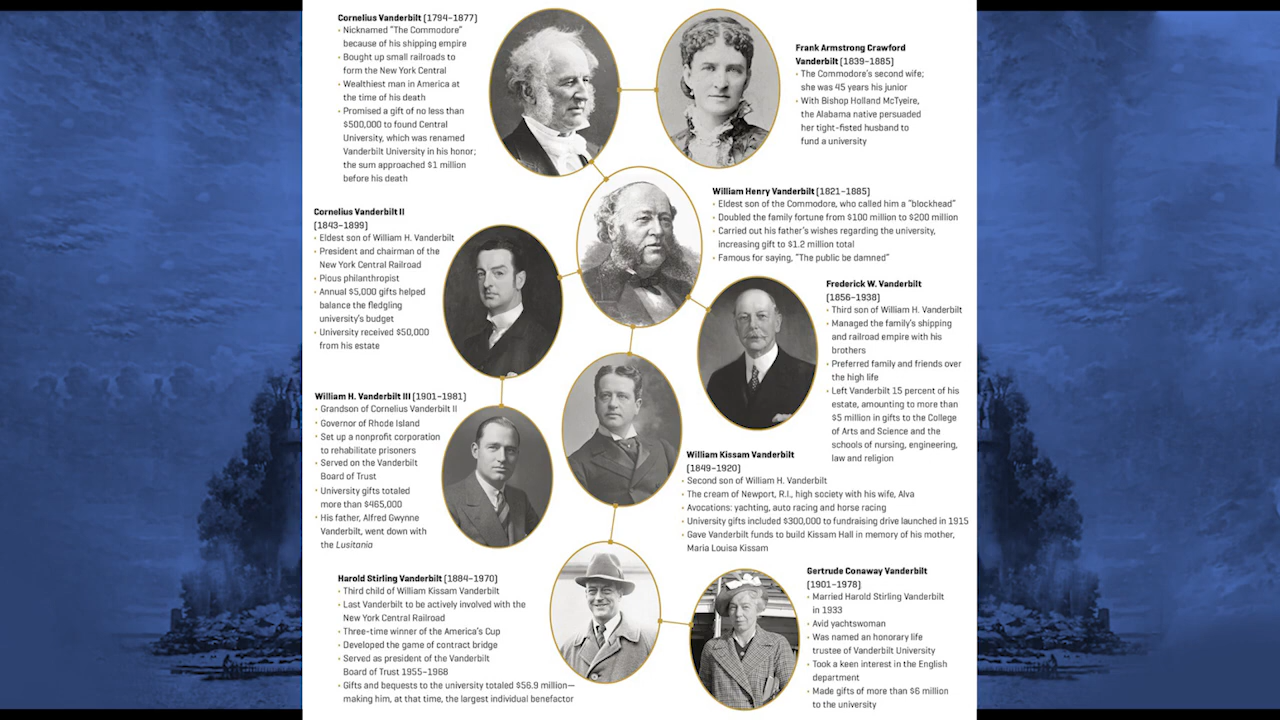 Cornelius Vanderbilt (1794–1877)
• Nicknamed "The Commodore"
because of his shipping empire
• Bought up small railroads to
form the New York Central
• Wealthiest man in America at
the time of his death
• Promised a gift of no less than
$500,000 to found Central
University, which was renamed
Vanderbilt University in his honor;
the sum approached $1 million
before his death
Frank Armstrong Crawford
Vanderbilt (1839–1885)
• The Commodore's second wife;
she was 45 years his junior
• With Bishop Holland McTyeire,
the Alabama native persuaded
her tight-fisted husband to
fund a university
William Henry Vanderbilt (1821–1885)
• Eldest son of the Commodore, who called him a "blockhead"
• Doubled the family fortune from $100 million to $200 million
• Carried out his father's wishes regarding the university,
increasing gift to $1.2 million total
• Famous for saying, "The public be damned"
Cornelius Vanderbilt II
(1843–1899)
• Eldest son of William H. Vanderbilt
• President and chairman of the
New York Central Railroad
• Pious philanthropist
• Annual $5,000 gifts helped
balance the fledgling
university's budget
• University received $50,000
from his estate
Frederick W. Vanderbilt
(1856–1938)
• Third son of William H. Vanderbilt
• Managed the family's shipping
and railroad empire with his
brothers
• Preferred family and friends over
the high life
• Left Vanderbilt 15 percent of his
estate, amounting to more than
$5 million in gifts to the College
of Arts and Science and the
schools of nursing, engineering,
law and religion
William H. Vanderbilt III (1901–1981)
• Grandson of Cornelius Vanderbilt II
• Governor of Rhode Island
• Set up a nonprofit corporation
to rehabilitate prisoners
• Served on the Vanderbilt
Board of Trust
• University gifts totaled
more than $465,000
• His father, Alfred Gwynne
Vanderbilt, went down with
the Lusitania
William Kissam Vanderbilt
(1849–1920)
• Second son of William H. Vanderbilt
• The cream of Newport, R.I., high society with his wife, Alva
• Avocations: yachting, auto racing and horse racing
• University gifts included $300,000 to fundraising drive launched in 1915
• Gave Vanderbilt funds to build Kissam Hall in memory of his mother,
Maria Louisa Kissam
Harold Stirling Vanderbilt (1884–1970)
• Third child of William Kissam Vanderbilt
• Last Vanderbilt to be actively involved with the
New York Central Railroad
• Three-time winner of the America's Cup
• Developed the game of contract bridge
• Served as president of the Vanderbilt
Board of Trust 1955–1968
• Gifts and bequests to the university totaled $56.9 million—
making him, at that time, the largest individual benefactor
Gertrude Conaway Vanderbilt
(1901–1978)
• Married Harold Stirling Vanderbilt
in 1933
• Avid yachtswoman
• Was named an honorary life
trustee of Vanderbilt University
• Took a keen interest in the English
department
• Made gifts of more than $6 million
to the university